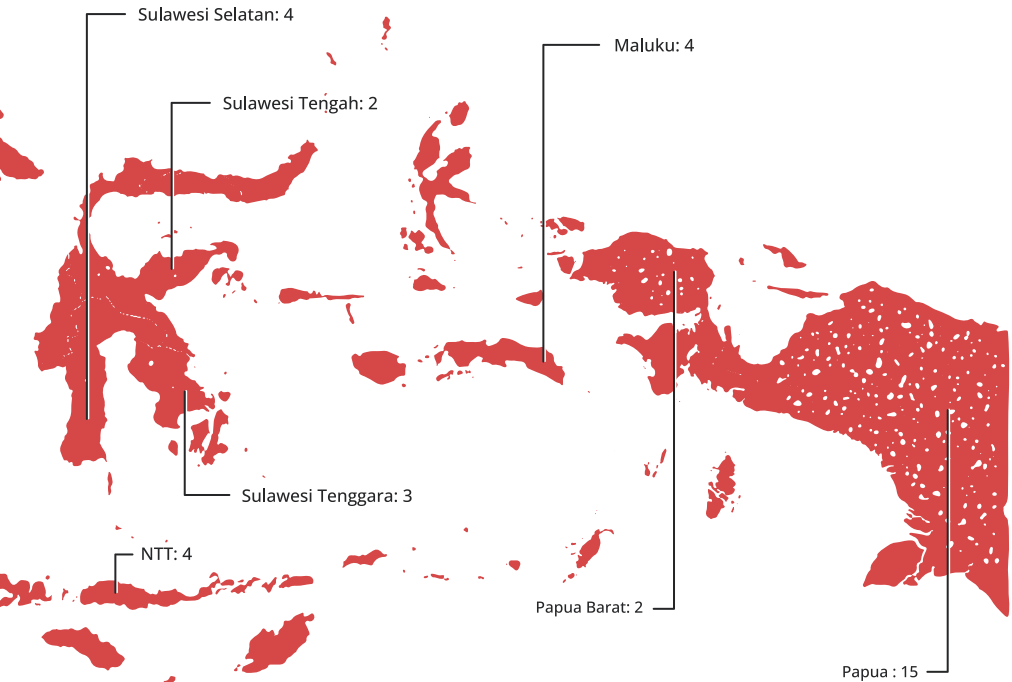 Sulawesi Selatan: 4
Maluku: 4
Sulawesi Tengah: 2
Sulawesi Tenggara: 3
NTT: 4
Papua Barat: 2
Papua : 15